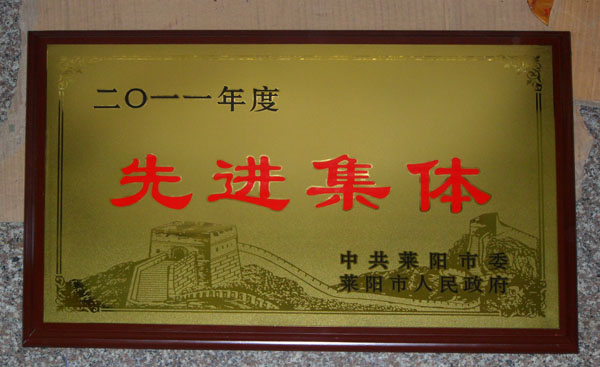 二〇一一年度
先进集体
中共莱阳市委
莱阳市人民政府